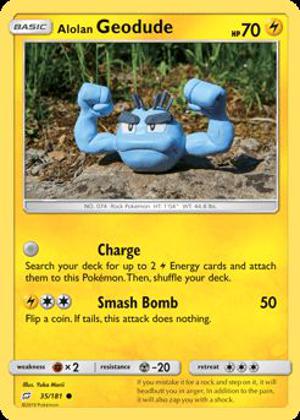 BASIC Alolan Geodude HP70
NO. 074 Rock Pokémon HT: 1'04" WT: 44.8 lbs.
Charge
Search your deck for up to 2 Energy cards and attach
them to this Pokémon. Then, shuffle your deck.
Smash Bomb 50
Flip a coin. If tails, this attack does nothing.
weakness ×2 resistance -20 retreat
Illus. Yuka Morii
35/181
©2019 Pokémon
If you mistake it for a rock and step on it, it will
headbutt you in anger. In addition to that, it
will also zap you with a shock.